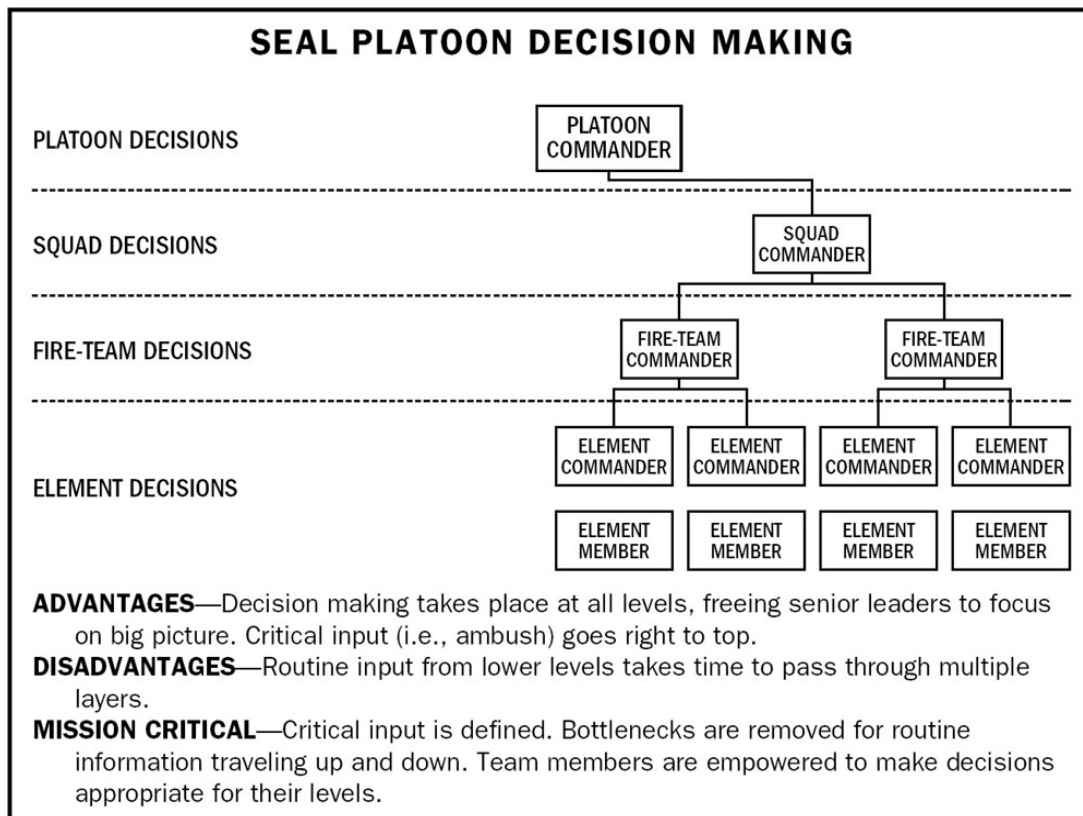 SEAL PLATOON DECISION MAKING
PLATOON DECISIONS
PLATOON
COMMANDER
SQUAD DECISIONS
SQUAD
COMMANDER
FIRE-TEAM DECISIONS
FIRE-TEAM
COMMANDER
FIRE-TEAM
COMMANDER
ELEMENT DECISIONS
ELEMENT
COMMANDER
ELEMENT
COMMANDER
ELEMENT
COMMANDER
ELEMENT
COMMANDER
ELEMENT
MEMBER
ELEMENT
MEMBER
ELEMENT
MEMBER
ELEMENT
MEMBER
ADVANTAGES—Decision making takes place at all levels, freeing senior leaders to focus
on big picture. Critical input (i.e., ambush) goes right to top.
DISADVANTAGES—Routine input from lower levels takes time to pass through multiple
layers.
MISSION CRITICAL—Critical input is defined. Bottlenecks are removed for routine
information traveling up and down. Team members are empowered to make decisions
appropriate for their levels.